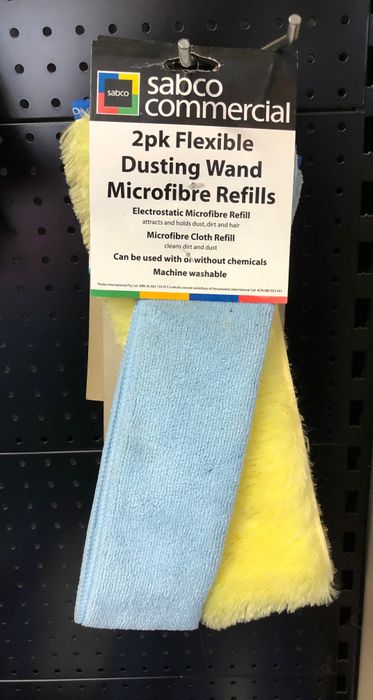 sabco
sabco
commercial
2pk Flexible
Dusting Wand
Microfibre Refills
Electrostatic Microfibre Refill
attracts and holds dust, dirt and hair
Microfibre Cloth Refill
cleans dirt and dust
Can be used with or without chemicals
Machine washable